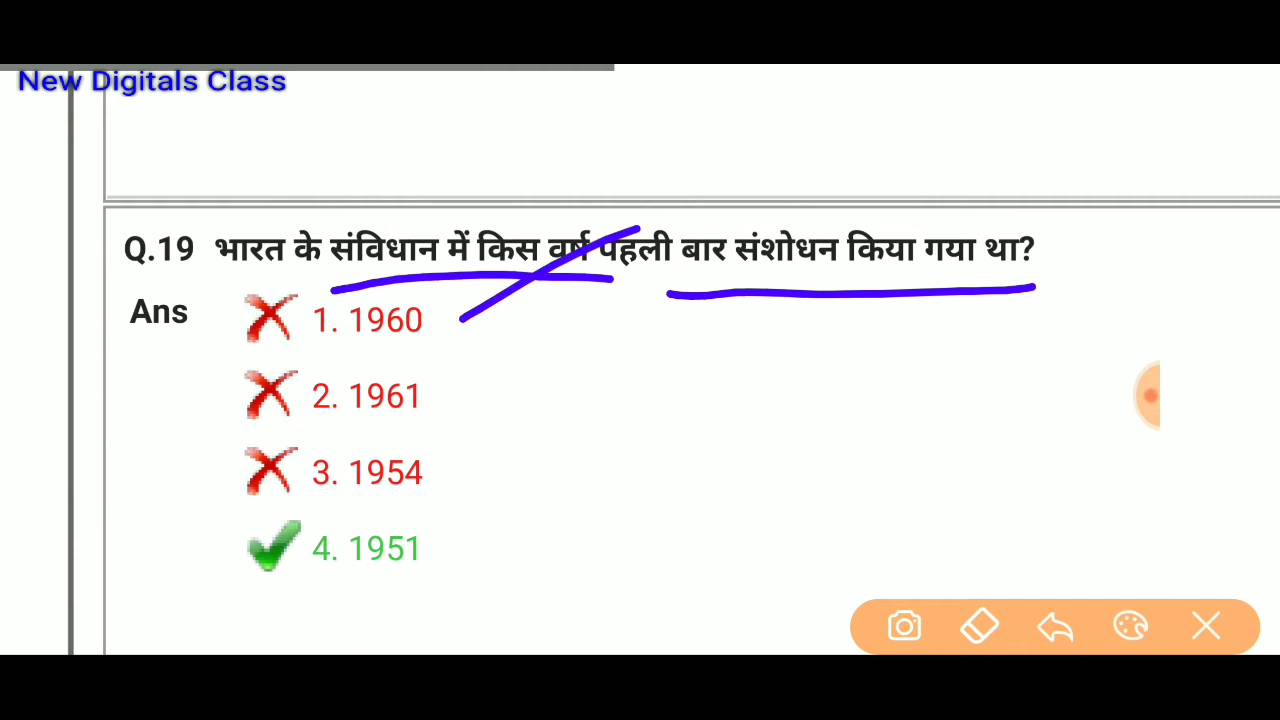 New Digitals Class
Q.19 भारत के संविधान में किस वर्ष पहली बार संशोधन किया गया था?
Ans 1. 1960
2. 1961
3. 1954
4. 1951